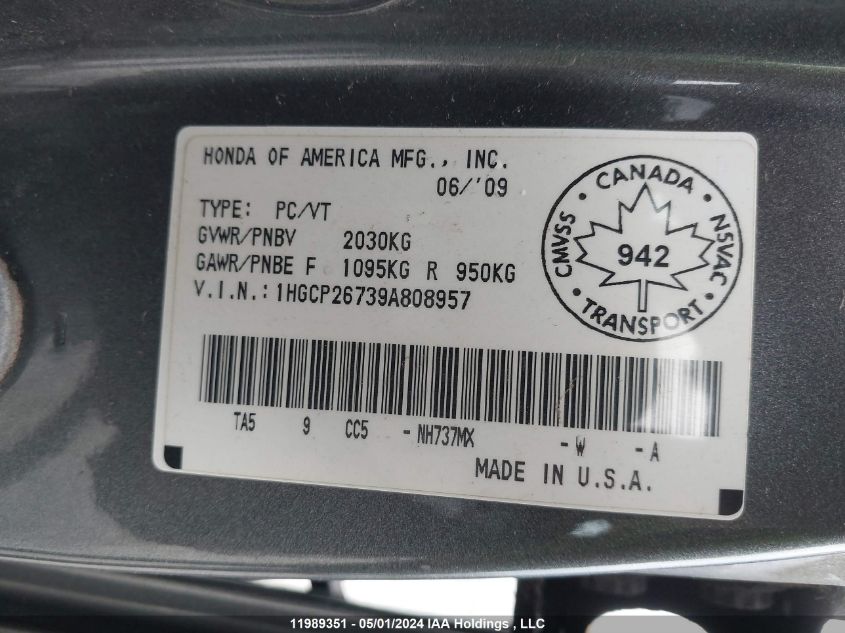 HONDA OF AMERICA MFG., INC.
06/'09
TYPE: PC/VT
GVWR/PNBV 2030KG
GAWR/PNBE F 1095KG R 950KG
V.I.N.: 1HGCP26739A808957
CANADA
CMVSS
NSVAC
942
TRANSPORT
TA5 9 CC5 - NH737MX - W - A
MADE IN U.S.A.
11989351 - 05/01/2024 IAA Holdings , LLC